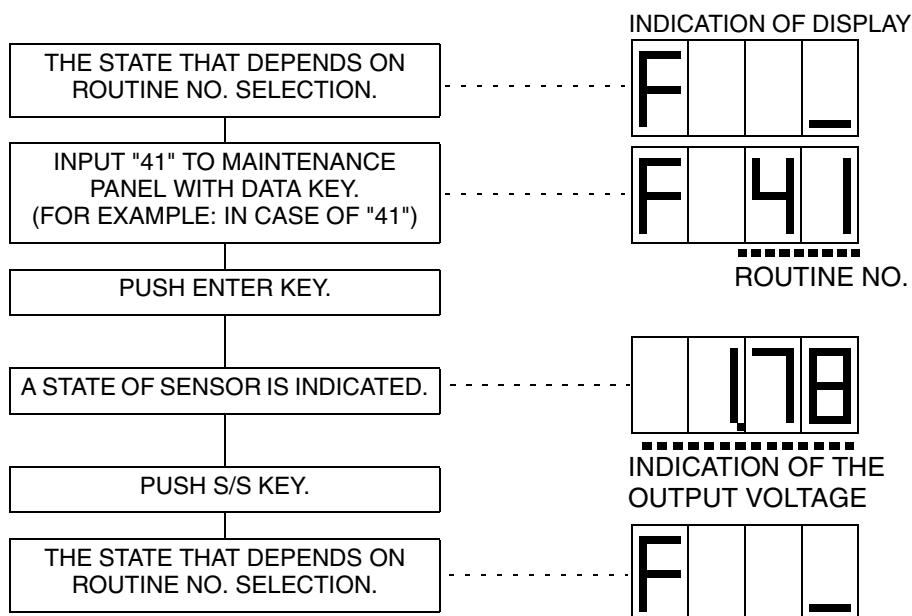 INDICATION OF DISPLAY
THE STATE THAT DEPENDS ON
ROUTINE NO. SELECTION.
F _
INPUT "41" TO MAINTENANCE
PANEL WITH DATA KEY.
(FOR EXAMPLE: IN CASE OF "41")
F 41
ROUTINE NO.
PUSH ENTER KEY.
A STATE OF SENSOR IS INDICATED.
1.78
INDICATION OF THE
OUTPUT VOLTAGE
PUSH S/S KEY.
THE STATE THAT DEPENDS ON
ROUTINE NO. SELECTION.
F _